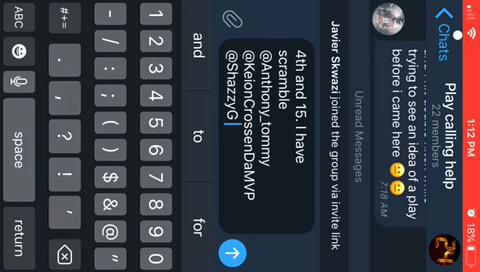 1:12 PM
18%
Chats
Play calling help
22 members
24
trying to see an idea of a play
before i came here 😐😐
7:18 AM
Unread Messages
Javier Skwazi joined the group via invite link
4th and 15. I have
scramble
@Anthony_tommy
@KeionCrossenDaMVP
@ShazzyG
and
to
for
1 2 3 4 5 6 7 8 9 0
- / : ; ( ) $ & @ "
#+= . , ? ! '
ABC
space
return